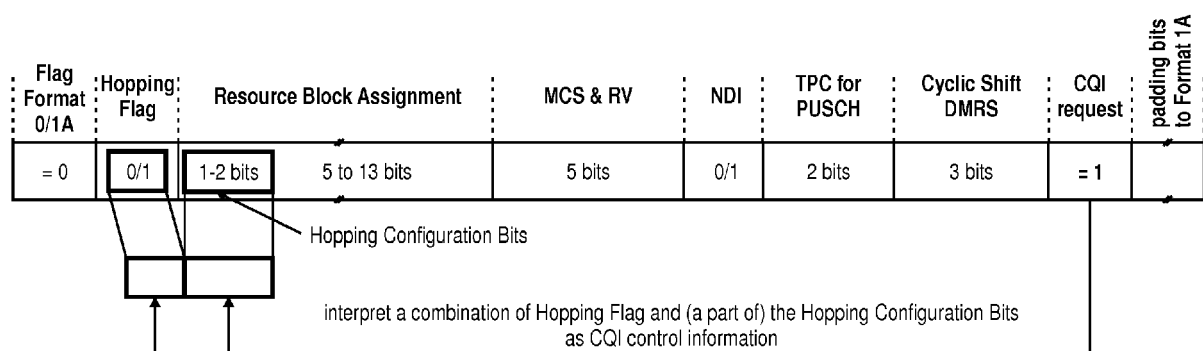 Flag
Format
0/1A
Hopping
Flag
Resource Block Assignment
MCS & RV
NDI
TPC for
PUSCH
Cyclic Shift
DMRS
CQI
request
padding bits
to Format 1A
= 0
0/1
1-2 bits
5 to 13 bits
5 bits
0/1
2 bits
3 bits
= 1
Hopping Configuration Bits
interpret a combination of Hopping Flag and (a part of) the Hopping Configuration Bits
as CQI control information